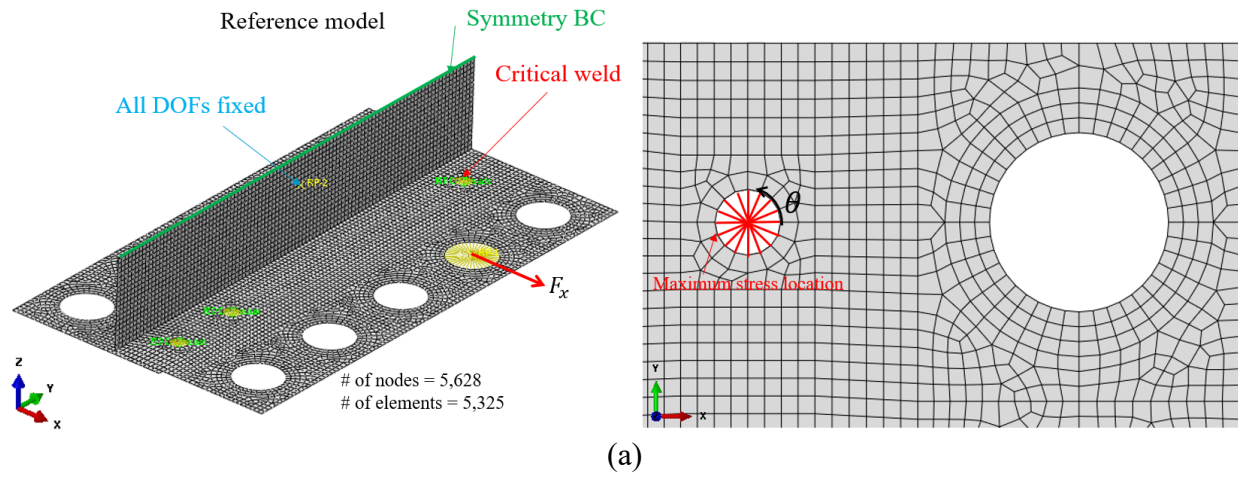 Reference model
Symmetry BC
Critical weld
All DOFs fixed
RP-2
F_x
# of nodes = 5,628
# of elements = 5,325
Z
Y
X
θ
Maximum stress location
Y
X
(a)